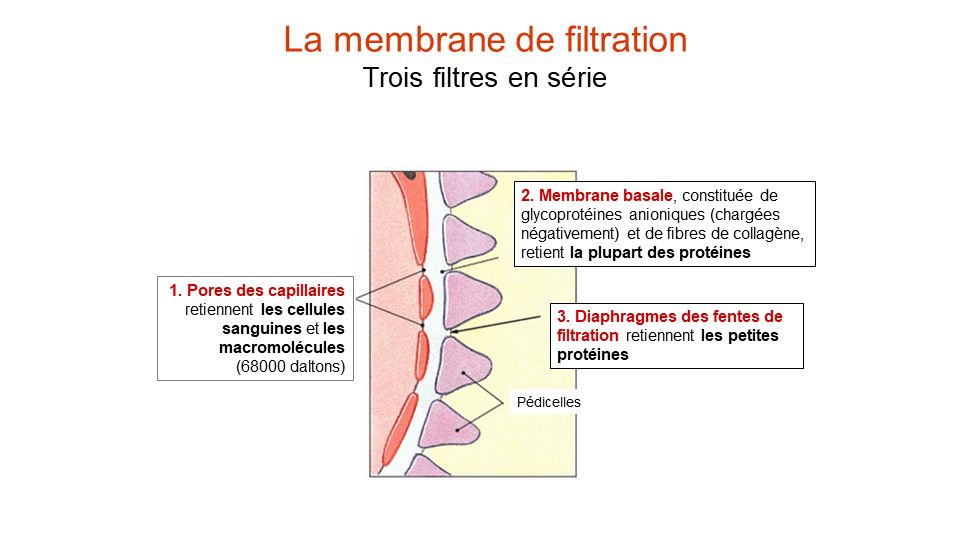 La membrane de filtration
Trois filtres en série
2. Membrane basale, constituée de
glycoprotéines anioniques (chargées
négativement) et de fibres de collagène,
retient la plupart des protéines
1. Pores des capillaires
retiennent les cellules
sanguines et les
macromolécules
(68000 daltons)
3. Diaphragmes des fentes de
filtration retiennent les petites
protéines
Pédicelles